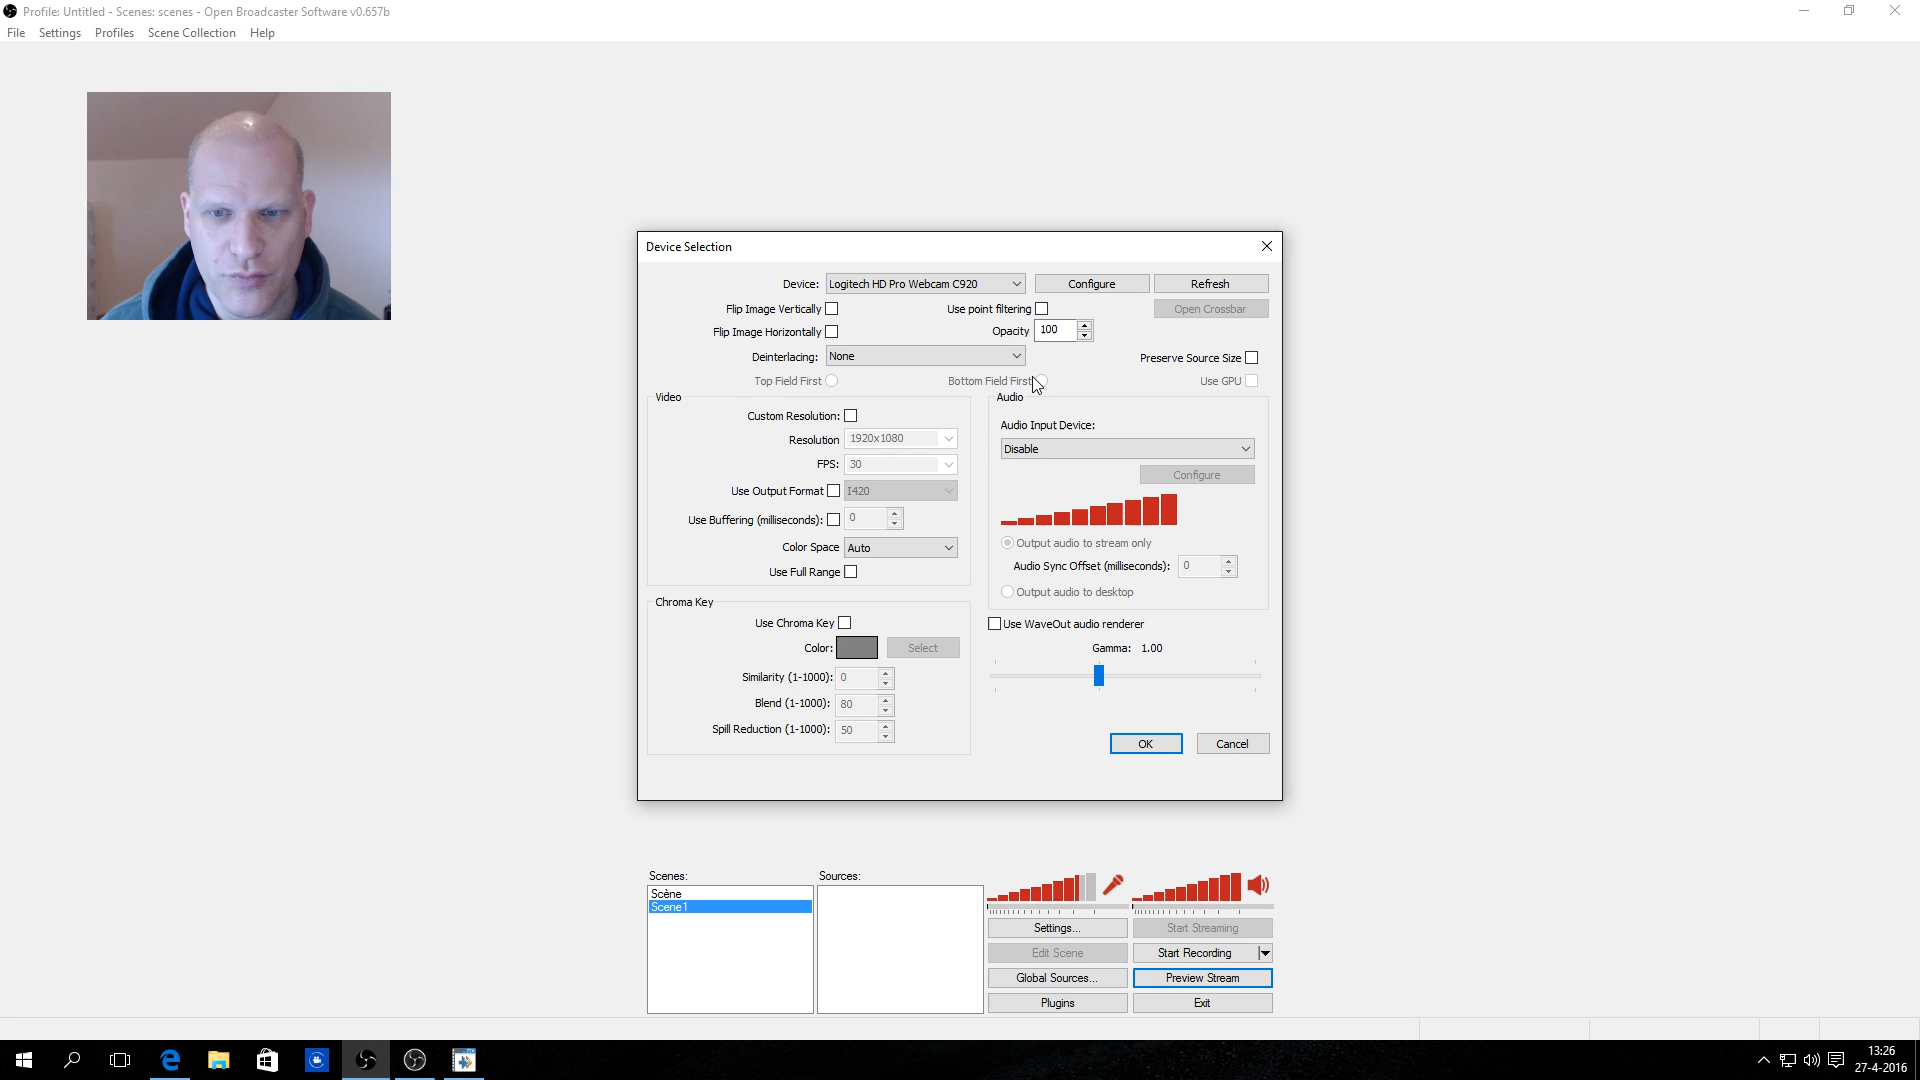 Profile: Untitled - Scenes: scenes - Open Broadcaster Software v0.657b
File Settings Profiles Scene Collection Help
Device Selection
Device: Logitech HD Pro Webcam C920 Configure Refresh
Flip Image Vertically Use point filtering Open Crossbar
Flip Image Horizontally Opacity 100
Deinterlacing: None Preserve Source Size
Top Field First Bottom Field First Use GPU
Video
Custom Resolution:
Resolution 1920x1080
FPS: 30
Use Output Format I420
Use Buffering (milliseconds): 0
Color Space Auto
Use Full Range
Audio
Audio Input Device:
Disable
Configure
Output audio to stream only
Audio Sync Offset (milliseconds): 0
Output audio to desktop
Chroma Key
Use Chroma Key
Color: Select
Similarity (1-1000): 0
Blend (1-1000): 80
Spill Reduction (1-1000): 50
Use WaveOut audio renderer
Gamma: 1.00
OK Cancel
Scenes:
Scène
Scene1
Sources:
Settings... Start Streaming
Edit Scene Start Recording
Global Sources... Preview Stream
Plugins Exit
13:26
27-4-2016